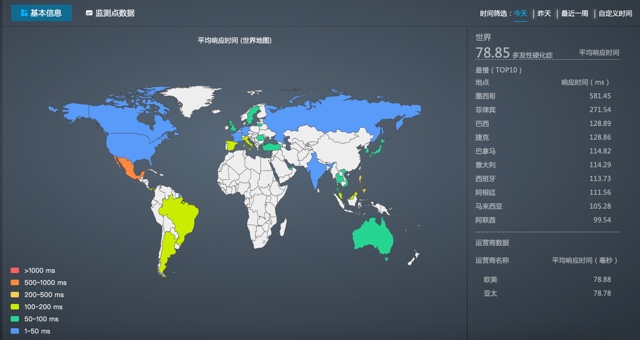 基本信息
监测点数据
时间筛选：今天 | 昨天 | 最近一周 | 自定义时间
平均响应时间 (世界地图)
>1000 ms
500-1000 ms
200-500 ms
100-200 ms
50-100 ms
1-50 ms
世界
78.85 多发性硬化症 平均响应时间
最慢（TOP10）
地点 响应时间（ms）
墨西哥 581.45
菲律宾 271.54
巴西 128.89
捷克 128.86
巴拿马 114.82
意大利 114.29
西班牙 113.73
阿根廷 111.56
马来西亚 105.28
阿联酋 99.54
运营商数据
运营商名称 平均响应时间（毫秒）
欧美 78.88
亚太 78.78